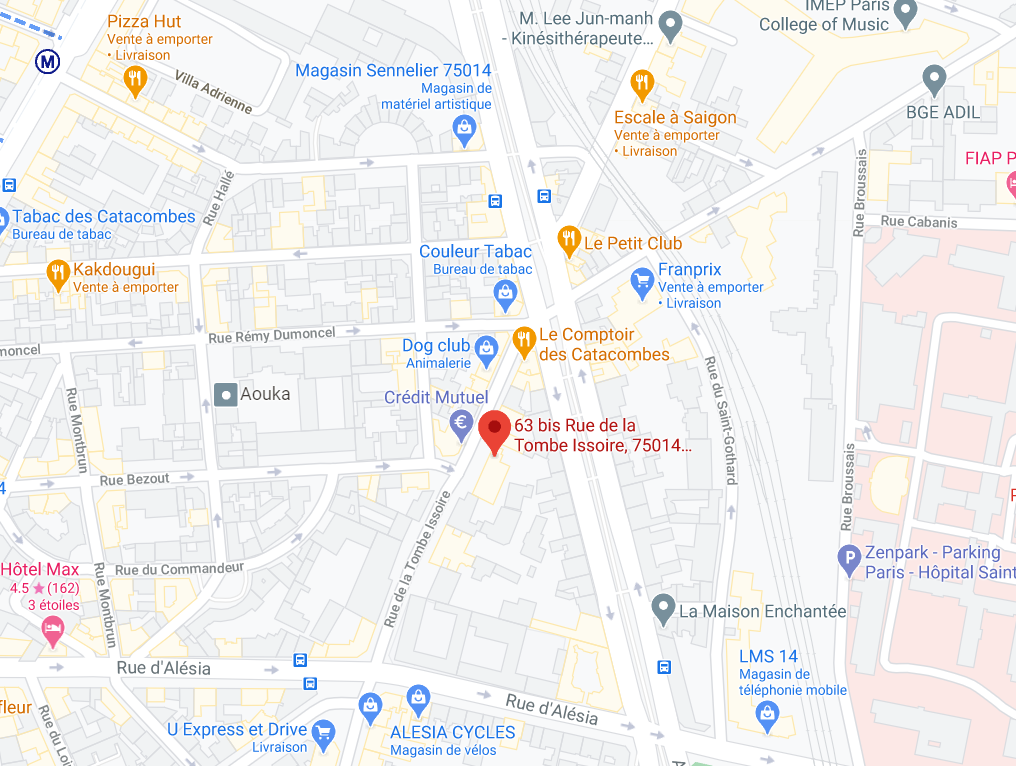 Pizza Hut
Vente à emporter
• Livraison
M
Villa Adrienne
Magasin Sennelier 75014
Magasin de
matériel artistique
M. Lee Jun-manh
- Kinésithérapeute...
IMEP Paris
College of Music
Escale à Saigon
Vente à emporter
• Livraison
BGE ADIL
FIAP P
Rue Hallé
Rue Broussais
Rue Cabanis
Tabac des Catacombes
Bureau de tabac
Kakdougui
Vente à emporter
Couleur Tabac
Bureau de tabac
Le Petit Club
Franprix
Vente à emporter
• Livraison
Rue Rémy Dumoncel
moncel
Dog club
Animalerie
Le Comptoir
des Catacombes
Rue du Saint-Gothard
Aouka
Rue Montbrun
Crédit Mutuel
€
63 bis Rue de la
Tombe Issoire, 75014...
4
Rue Bezout
Rue Broussais
Rue de la Tombe Issoire
P
Zenpark - Parking
Paris - Hôpital Saint
Hôtel Max
4.5 ★ (162)
3 étoiles
Rue du Commandeur
Rue Montbrun
La Maison Enchantée
Rue d'Alésia
LMS 14
Magasin de
téléphonie mobile
Rue d'Alésia
fleur
Rue du Loi
U Express et Drive
Livraison
ALESIA CYCLES
Magasin de vélos